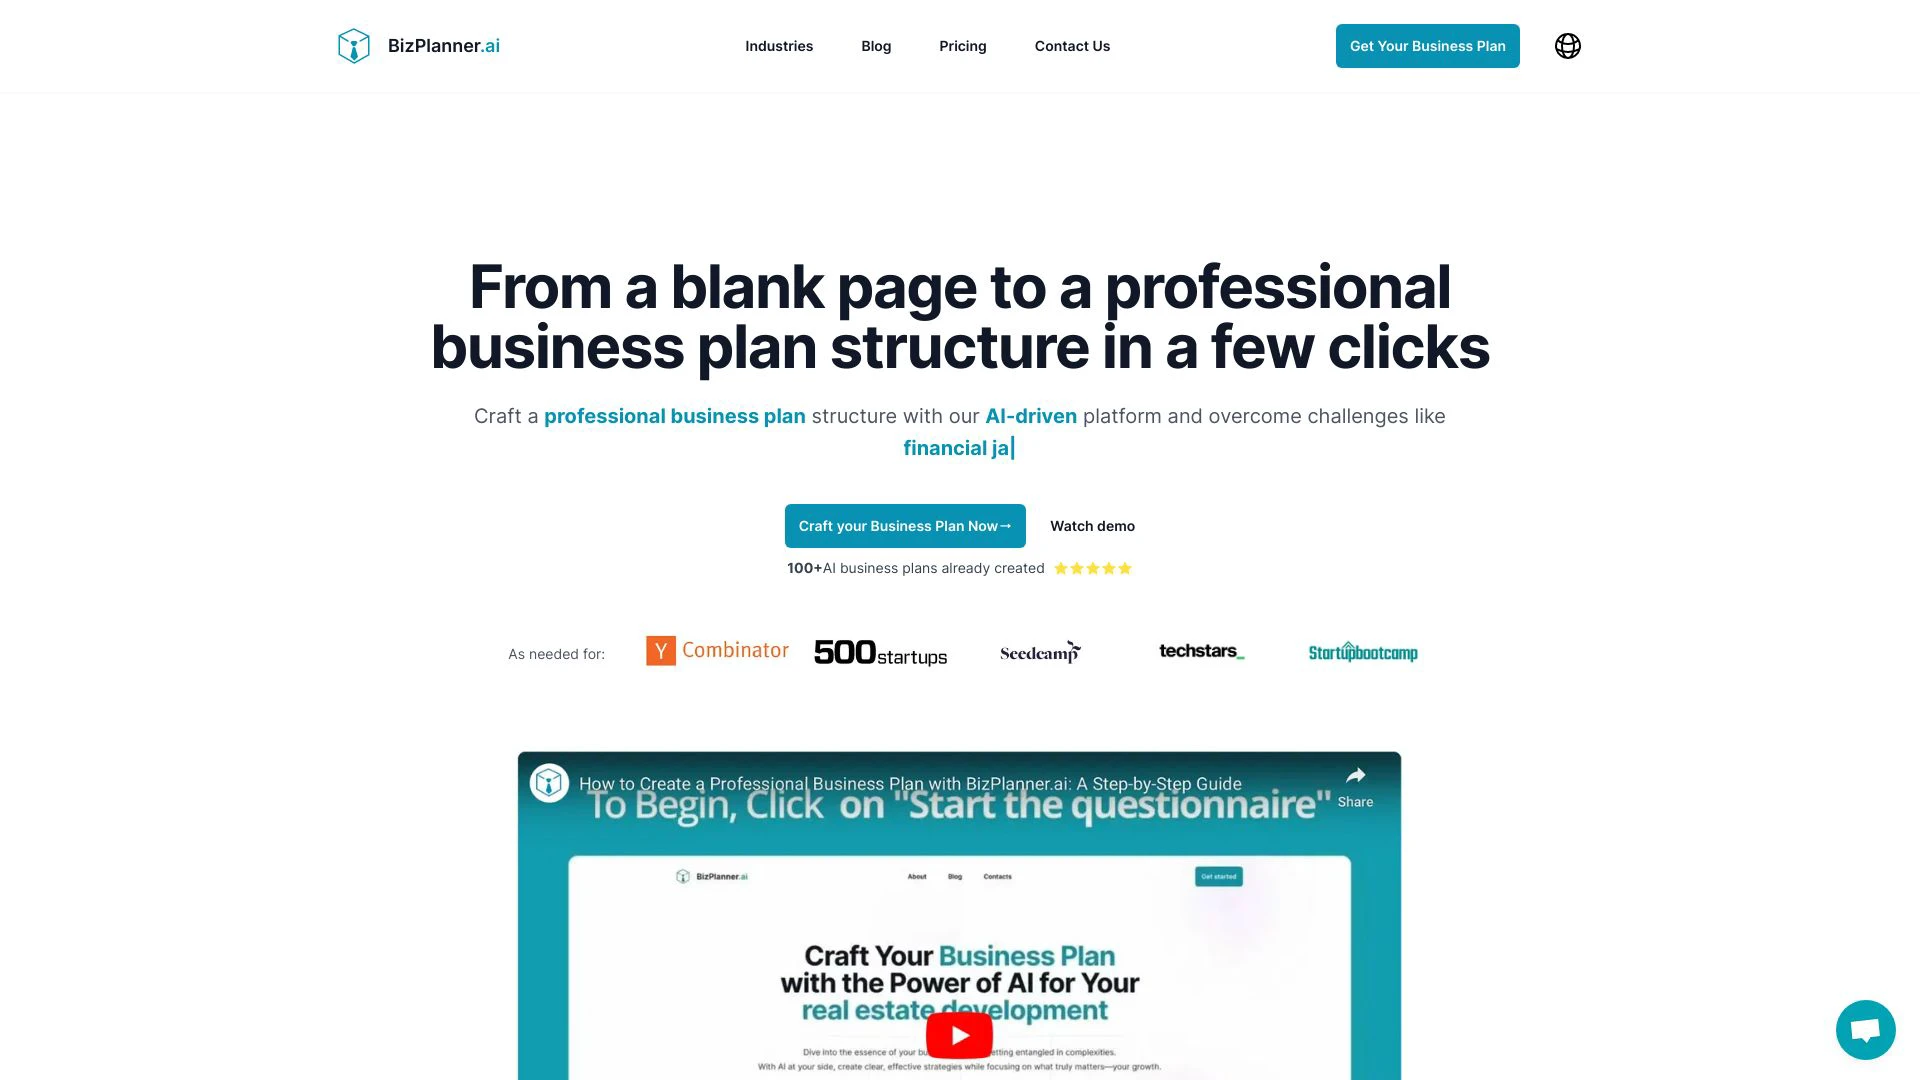 BizPlanner.ai
Industries
Blog
Pricing
Contact Us
Get Your Business Plan
From a blank page to a professional
business plan structure in a few clicks
Craft a professional business plan structure with our AI-driven platform and overcome challenges like
financial ja|
Craft your Business Plan Now→
Watch demo
100+AI business plans already created
As needed for:
Y Combinator
500startups
Seedcamp
techstars_
Startupbootcamp
How to Create a Professional Business Plan with BizPlanner.ai: A Step-by-Step Guide
Share
To Begin, Click on "Start the questionnaire"
BizPlanner.ai
About
Blog
Contacts
Get started
Craft Your Business Plan
with the Power of AI for Your
real estate development
Dive into the essence of your entangled in complexities.
With AI at your side, create clear, effective strategies while focusing on what truly matters—your growth.